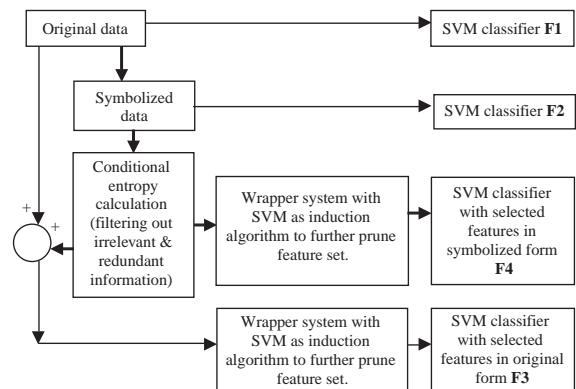 Original data
SVM classifier F1
Symbolized
data
SVM classifier F2
Conditional
entropy
calculation
(filtering out
irrelevant &
redundant
information)
Wrapper system with
SVM as induction
algorithm to further prune
feature set.
SVM classifier
with selected
features in
symbolized form
F4
+
+
Wrapper system with
SVM as induction
algorithm to further prune
feature set.
SVM classifier
with selected
features in original
form F3